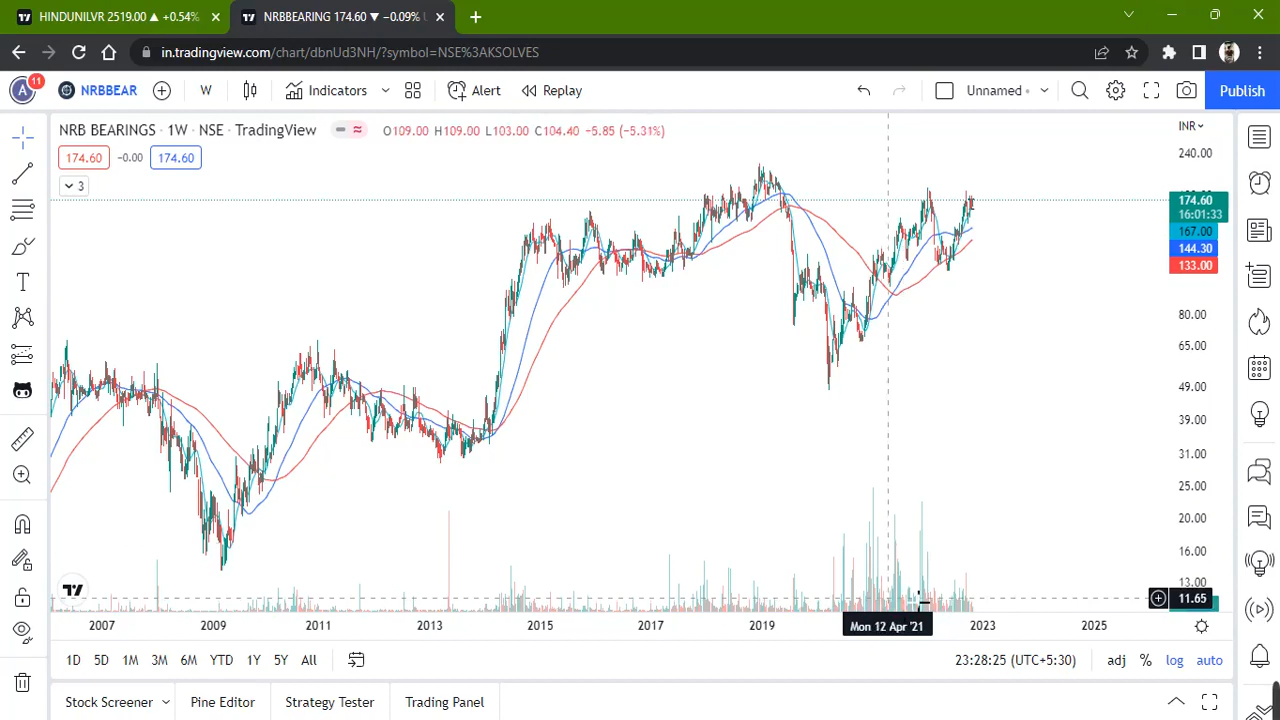 HINDUNILVR 2519.00 ▲ +0.54%
NRBBEARING 174.60 ▼ −0.09%
in.tradingview.com/chart/dbnUd3NH/?symbol=NSE%3AKSOLVES
A 11 NRBBEAR W Indicators Alert Replay Unnamed Publish
NRB BEARINGS · 1W · NSE · TradingView O109.00 H109.00 L103.00 C104.40 −5.85 (−5.31%)
INR
174.60 −0.00 174.60
3
240.00
174.60
16:01:33
167.00
144.30
133.00
80.00
65.00
49.00
39.00
31.00
25.00
20.00
16.00
13.00
11.65
2007 2009 2011 2013 2015 2017 2019 Mon 12 Apr '21 2023 2025
1D 5D 1M 3M 6M YTD 1Y 5Y All 23:28:25 (UTC+5:30) adj % log auto
Stock Screener Pine Editor Strategy Tester Trading Panel